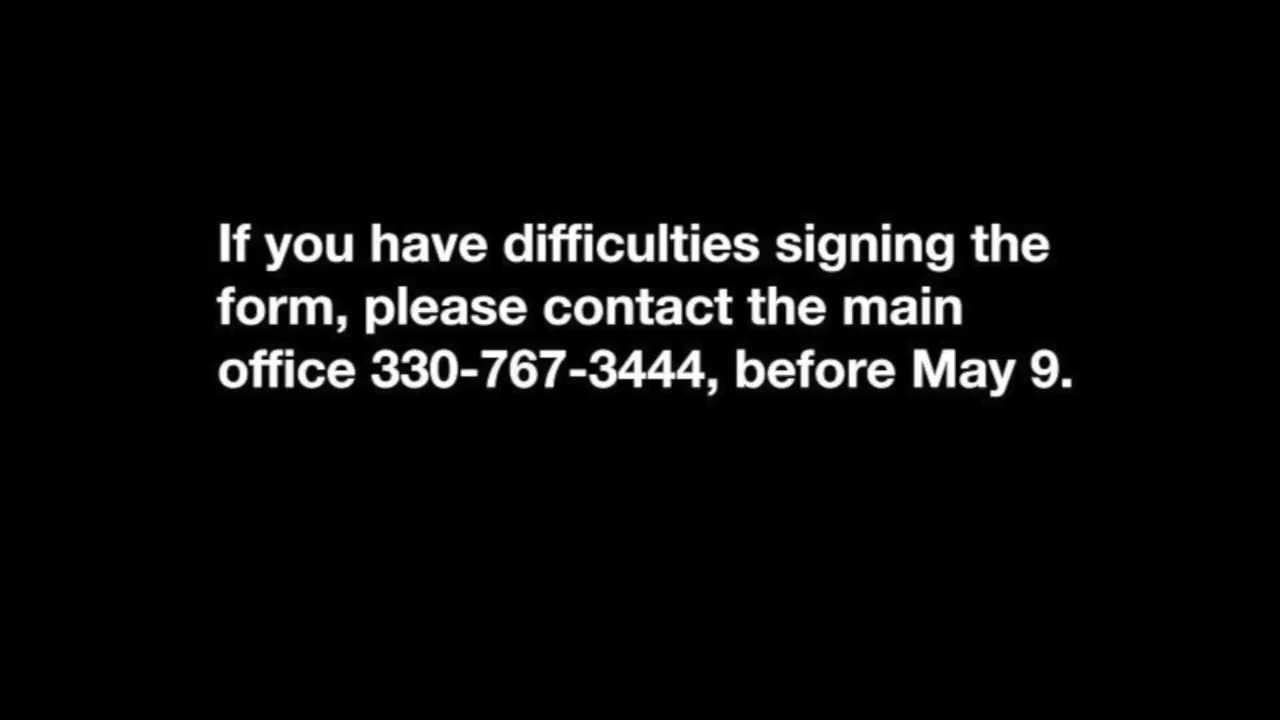 If you have difficulties signing the
form, please contact the main
office 330-767-3444, before May 9.